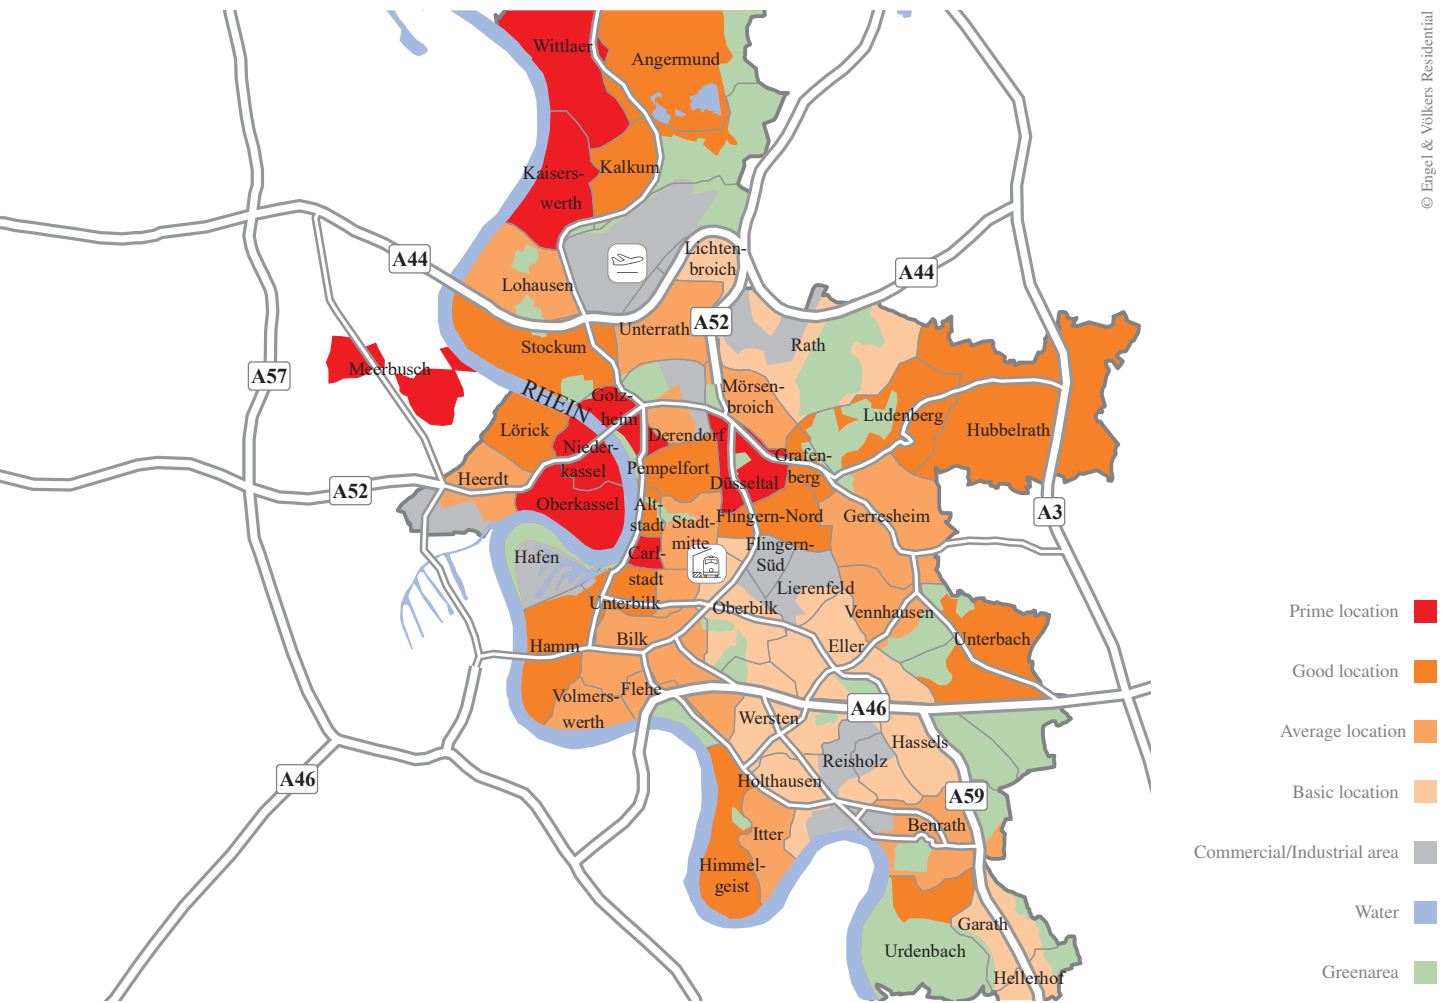 © Engel & Völkers Residential
Wittlaer
Angermund
Kaisers-
werth
Kalkum
A44
Lichten-
broich
A44
Lohausen
Unterrath
A52
Rath
Stockum
Meerbusch
A57
RHEIN
Golz-
heim
Mörsen-
broich
Ludenberg
Hubbelrath
Lörick
Nieder-
kassel
Derendorf
Grafen-
berg
Pempelfort
Düsseltal
Heerdt
A52
Oberkassel
Alt-
stadt
Stadt-
mitte
Flingern-Nord
Gerresheim
A3
Hafen
Carl-
stadt
Flingern-
Süd
Lierenfeld
Unterbilk
Oberbilk
Vennhausen
Hamm
Bilk
Eller
Unterbach
Volmers-
werth
Flehe
Wersten
A46
Hassels
Reisholz
A46
Holthausen
A59
Itter
Benrath
Himmel-
geist
Garath
Urdenbach
Hellerhof
Prime location
Good location
Average location
Basic location
Commercial/Industrial area
Water
Greenarea